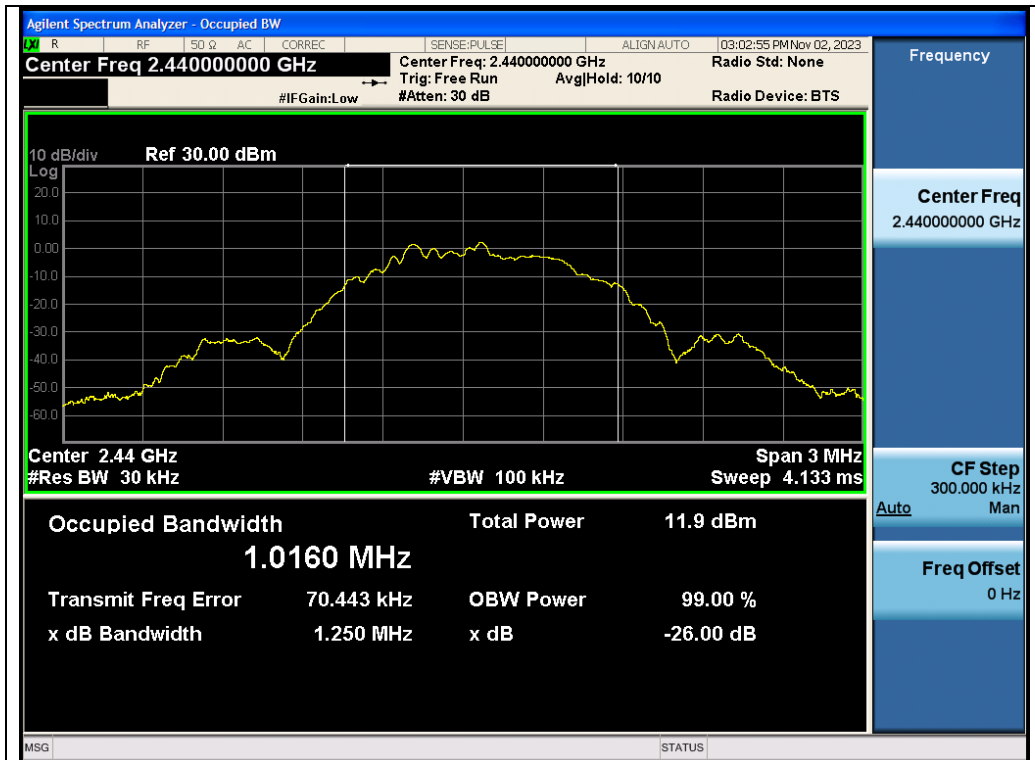 Agilent Spectrum Analyzer - Occupied BW
LXI R RF 50 Ω AC CORREC SENSE:PULSE ALIGN AUTO 03:02:55 PM Nov 02, 2023
Center Freq 2.440000000 GHz
Center Freq: 2.440000000 GHz
Radio Std: None
Trig: Free Run Avg|Hold: 10/10
#IFGain:Low
#Atten: 30 dB
Radio Device: BTS
10 dB/div Ref 30.00 dBm
Log
20.0
10.0
0.00
-10.0
-20.0
-30.0
-40.0
-50.0
-60.0
Center 2.44 GHz Span 3 MHz
#Res BW 30 kHz #VBW 100 kHz Sweep 4.133 ms
Occupied Bandwidth Total Power 11.9 dBm
1.0160 MHz
Transmit Freq Error 70.443 kHz OBW Power 99.00 %
x dB Bandwidth 1.250 MHz x dB -26.00 dB
MSG STATUS
Frequency
Center Freq
2.440000000 GHz
CF Step
300.000 kHz
Auto Man
Freq Offset
0 Hz